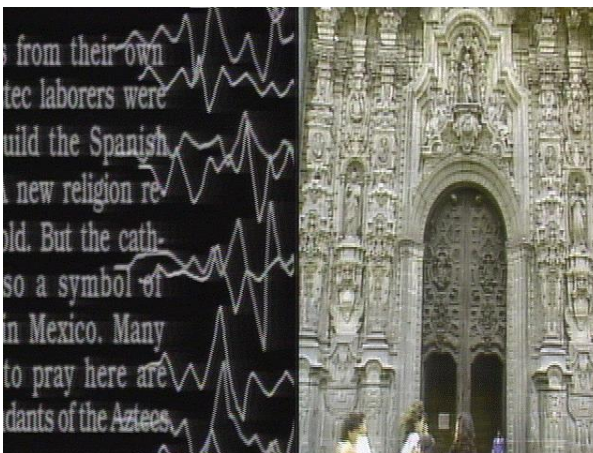 s from their own
tec laborers were
uild the Spanish
A new religion re-
old. But the cath-
so a symbol of
in Mexico. Many
to pray here are
dants of the Aztecs